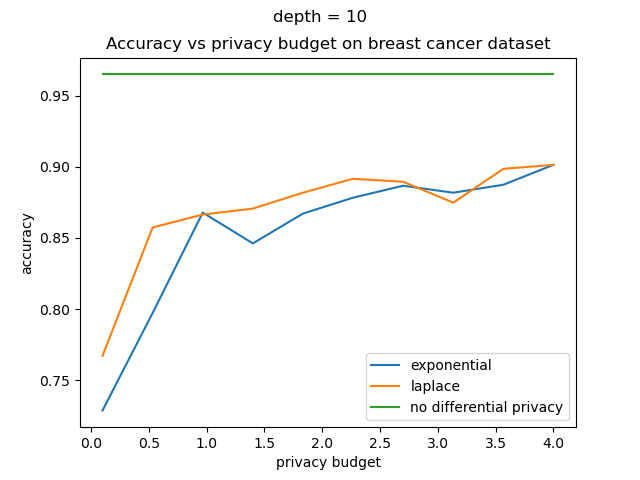 depth = 10
Accuracy vs privacy budget on breast cancer dataset
0.95
0.90
0.85
0.80
0.75
accuracy
exponential
laplace
no differential privacy
0.0 0.5 1.0 1.5 2.0 2.5 3.0 3.5 4.0
privacy budget